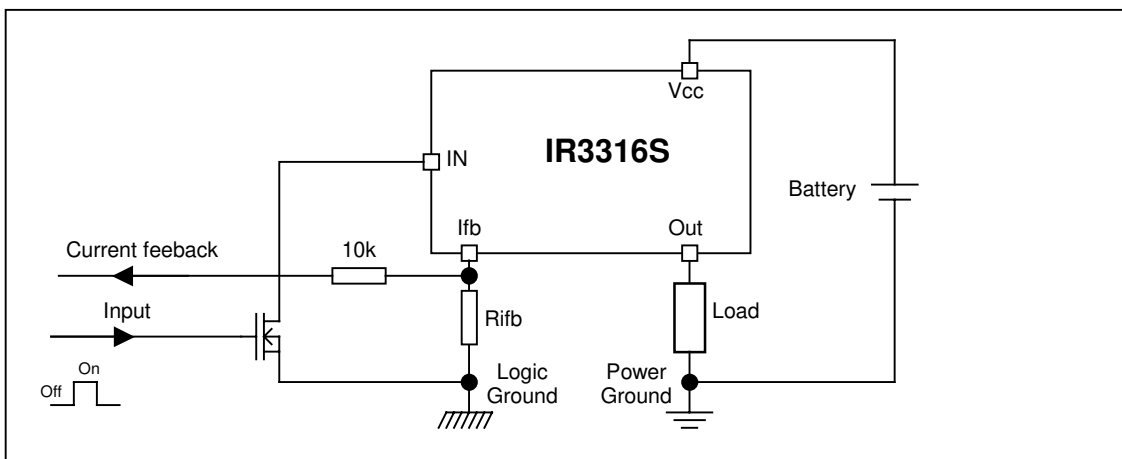 Vcc
IR3316S
IN
Battery
Ifb
Out
Current feeback
10k
Input
Rifb
Load
On
Off
Logic
Ground
Power
Ground